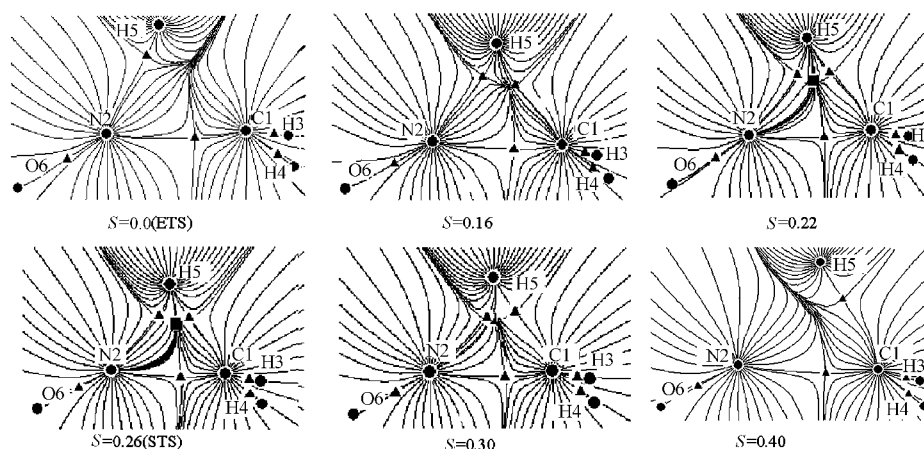 H5
N2
C1
H3
O6
H4
S=0.0(ETS)
H5
N2
C1
O6
H3
H4
S=0.16
H5
N2
C1
H
O6
H4
S=0.22
H5
N2
C1
H3
O6
H4
S=0.26(STS)
H5
N2
C1
H3
O6
H4
S=0.30
H5
N2
C1
H3
O6
H4
S=0.40